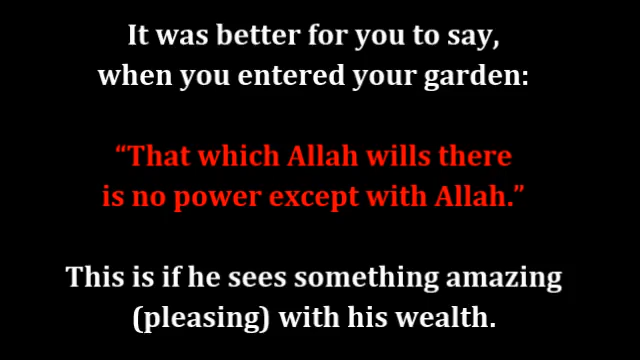 It was better for you to say,
when you entered your garden:
“That which Allah wills there
is no power except with Allah.”
This is if he sees something amazing
(pleasing) with his wealth.